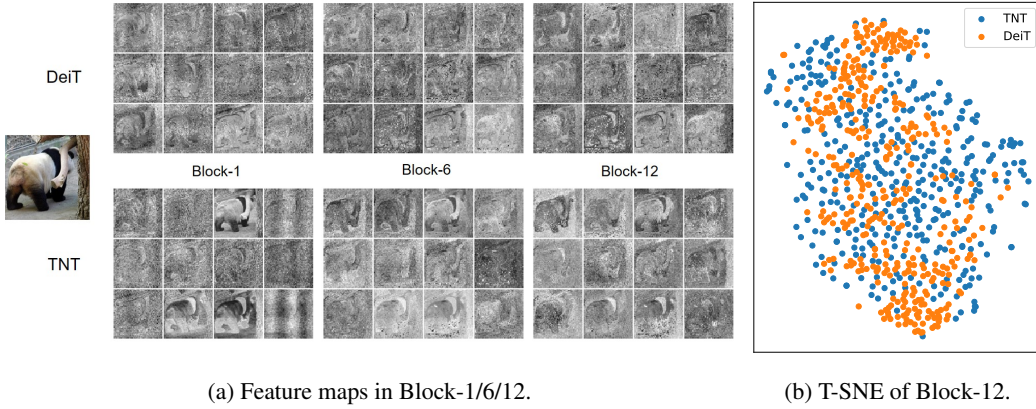 TNT
DeiT
DeiT
Block-1
Block-6
Block-12
TNT
(a) Feature maps in Block-1/6/12.
(b) T-SNE of Block-12.